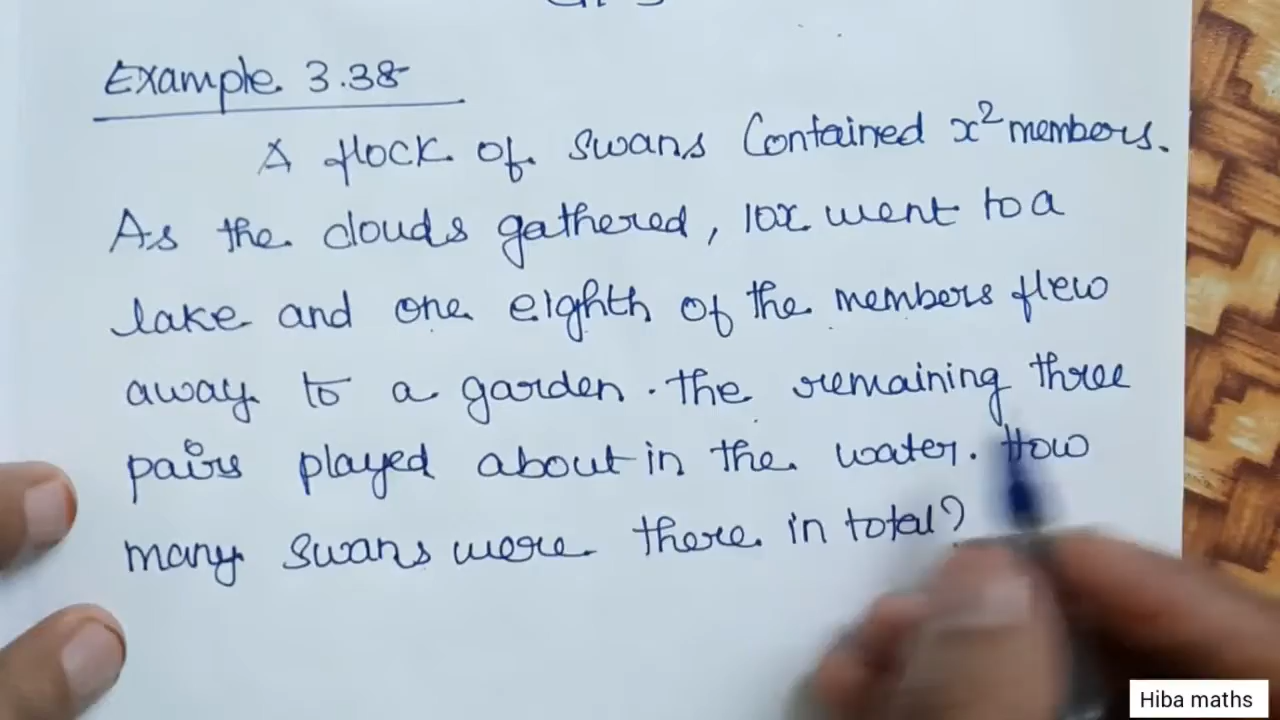 Example. 3.38
A flock of swans Contained x² members.
As the clouds gathered, 10x went to a
lake and one eighth of the members flew
away to a garden. The remaining three
pairs played about in the water. How
many swans were there in total?
Hiba maths